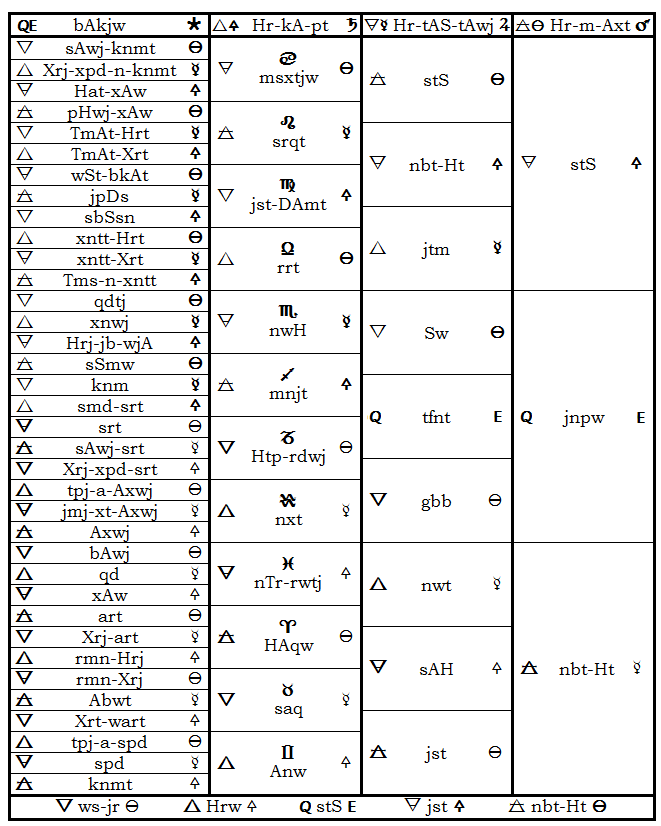 QE bAkjw *
▽ sAwj-knmt ⊖
△ Xrj-xpd-n-knmt ☿
▽ Hat-xAw 🜍
🜁 pHwj-xAw ⊖
▽ TmAt-Hrt ☿
△ TmAt-Xrt 🜍
▽ wSt-bkAt ⊖
🜁 jpDs ☿
▽ sbSsn 🜍
△ xntt-Hrt ⊖
▽ xntt-Xrt ☿
🜁 Tms-n-xntt 🜍
▽ qdtj ⊖
△ xnwj ☿
▽ Hrj-jb-wjA 🜍
🜁 sSmw ⊖
▽ knm ☿
△ smd-srt 🜍
▽ srt ⊖
🜁 sAwj-srt ☿
▽ Xrj-xpd-srt 🜍
△ tpj-a-Axwj ⊖
▽ jmj-xt-Axwj ☿
🜁 Axwj 🜍
▽ bAwj ⊖
△ qd ☿
▽ xAw 🜍
🜁 art ⊖
▽ Xrj-art ☿
△ rmn-Hrj 🜍
▽ rmn-Xrj ⊖
🜁 Abwt ☿
▽ Xrt-wart 🜍
△ tpj-a-spd ⊖
▽ spd ☿
🜁 knmt 🜍
△🜍 Hr-kA-pt ♄
♋
▽ msxtjw ⊖
♌
🜁 srqt ☿
♍
▽ jst-DAmt 🜍
♎
△ rrt ⊖
♏
▽ nwH ☿
♐
🜁 mnjt 🜍
♑
▽ Htp-rdwj ⊖
♒
△ nxt ☿
♓
▽ nTr-rwtj 🜍
♈
🜁 HAqw ⊖
♉
▽ saq ☿
♊
△ Anw 🜍
▽☿ Hr-tAS-tAwj ♃
🜁 stS ⊖
▽ nbt-Ht 🜍
△ jtm ☿
▽ Sw ⊖
Q tfnt E
▽ gbb ⊖
△ nwt ☿
▽ sAH 🜍
🜁 jst ⊖
🜁⊖ Hr-m-Axt ♂
▽ stS 🜍
Q jnpw E
🜁 nbt-Ht ☿
▽ ws-jr ⊖ △ Hrw 🜍 Q stS E ▽ jst 🜍 🜁 nbt-Ht ⊖